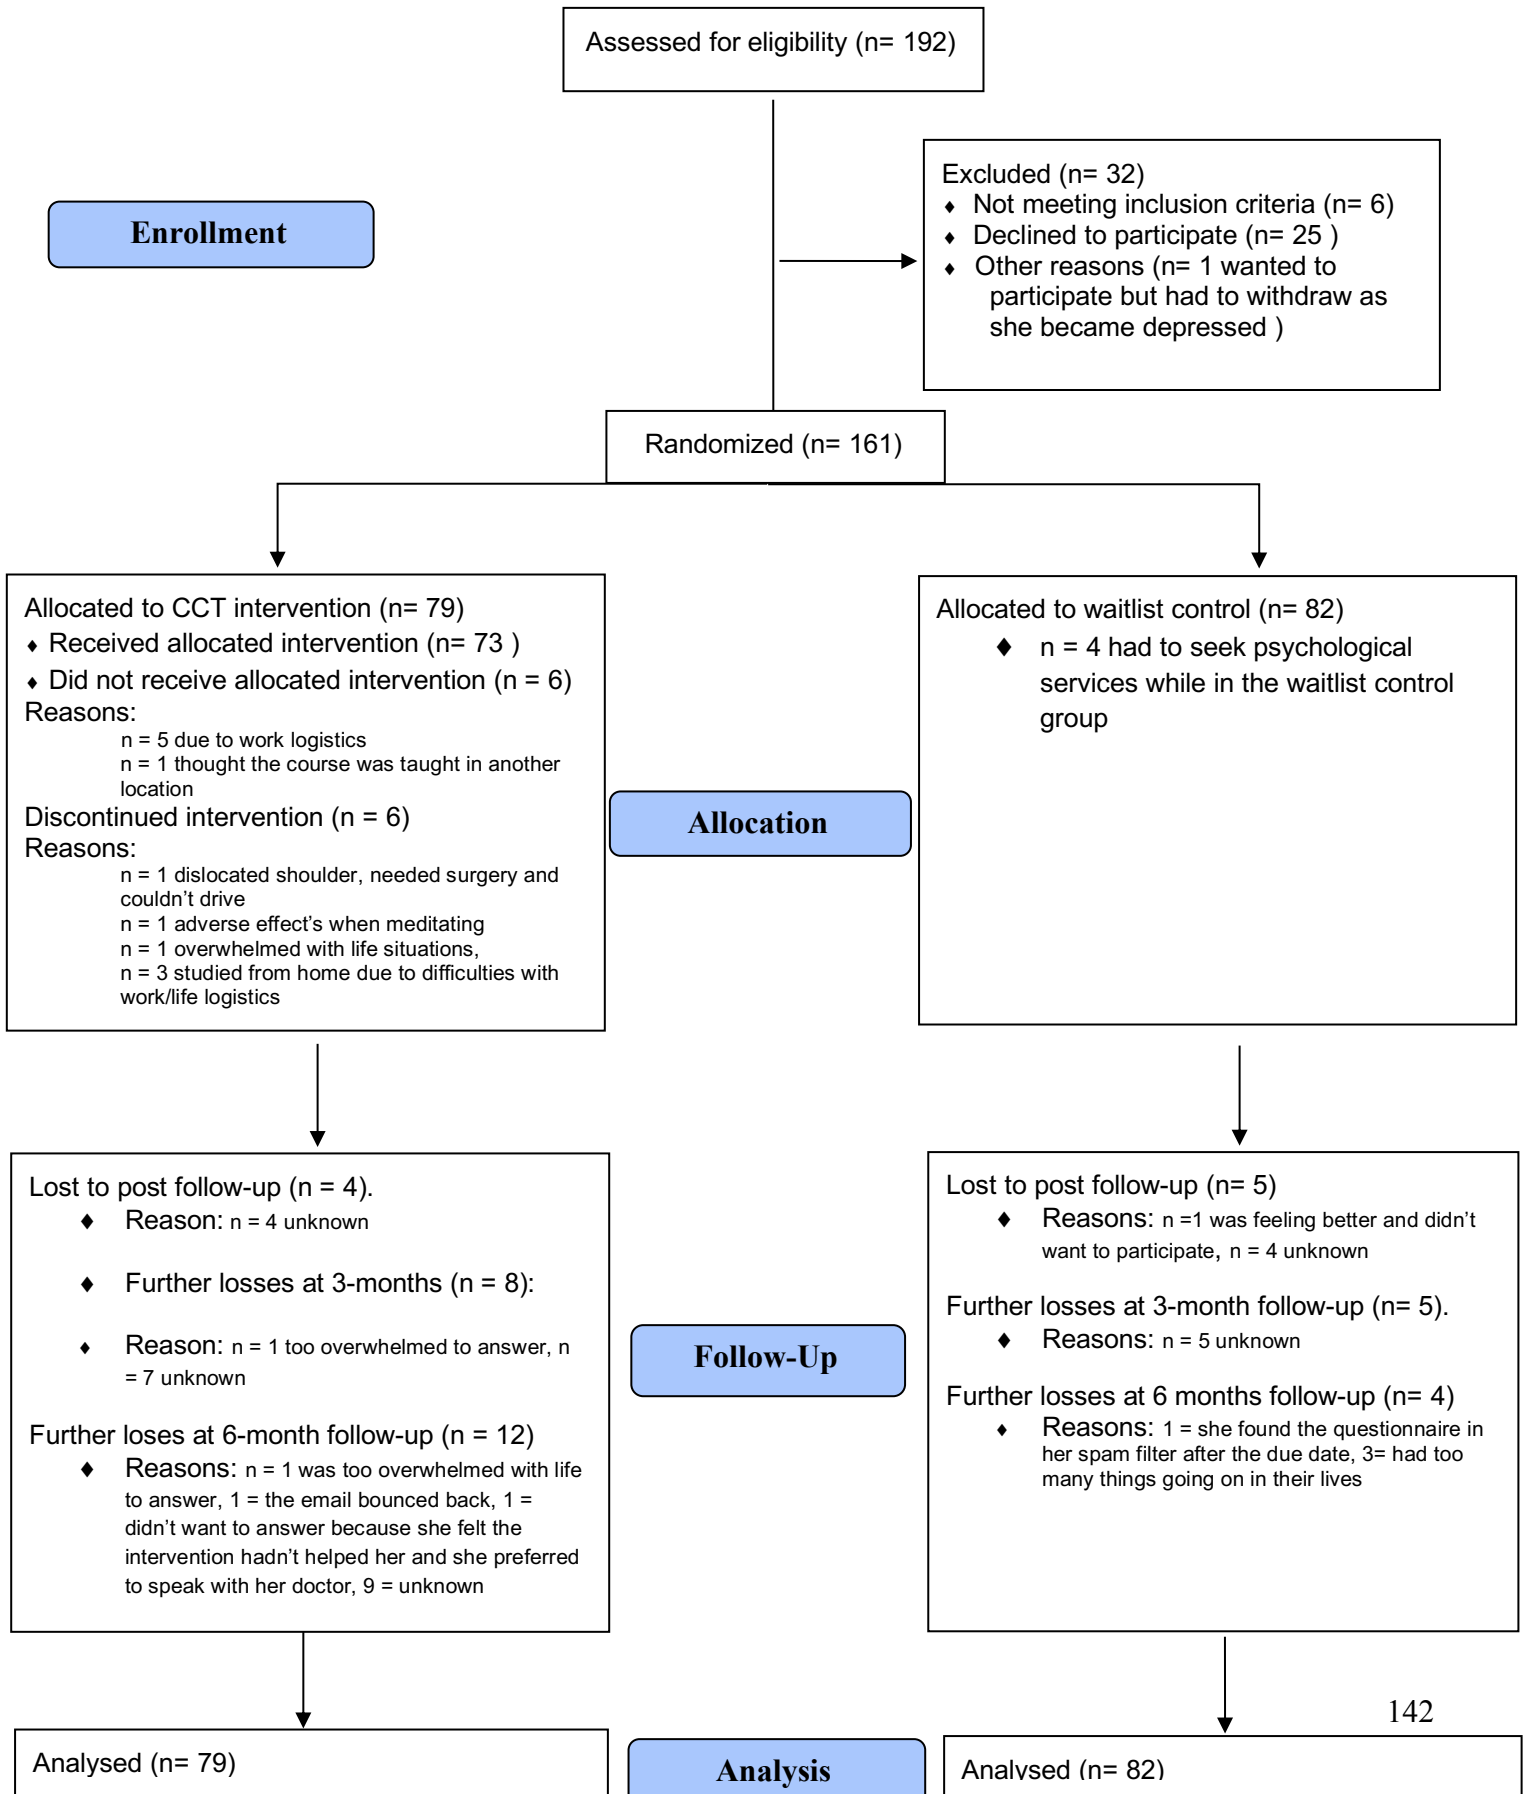 Assessed for eligibility (n= 192)
Excluded (n= 32)
♦ Not meeting inclusion criteria (n= 6)
♦ Declined to participate (n= 25 )
♦ Other reasons (n= 1 wanted to
participate but had to withdraw as
she became depressed )
Enrollment
Randomized (n= 161)
Allocated to CCT intervention (n= 79)
♦ Received allocated intervention (n= 73 )
♦ Did not receive allocated intervention (n = 6)
Reasons:
n = 5 due to work logistics
n = 1 thought the course was taught in another
location
Discontinued intervention (n = 6)
Reasons:
n = 1 dislocated shoulder, needed surgery and
couldn't drive
n = 1 adverse effect's when meditating
n = 1 overwhelmed with life situations,
n = 3 studied from home due to difficulties with
work/life logistics
Allocation
Allocated to waitlist control (n= 82)
♦ n = 4 had to seek psychological
services while in the waitlist control
group
Lost to post follow-up (n = 4).
♦ Reason: n = 4 unknown
♦ Further losses at 3-months (n = 8):
♦ Reason: n = 1 too overwhelmed to answer, n
= 7 unknown
Further loses at 6-month follow-up (n = 12)
♦ Reasons: n = 1 was too overwhelmed with life
to answer, 1 = the email bounced back, 1 =
didn't want to answer because she felt the
intervention hadn't helped her and she preferred
to speak with her doctor, 9 = unknown
Follow-Up
Lost to post follow-up (n= 5)
♦ Reasons: n =1 was feeling better and didn't
want to participate, n = 4 unknown
Further losses at 3-month follow-up (n= 5).
♦ Reasons: n = 5 unknown
Further losses at 6 months follow-up (n= 4)
♦ Reasons: 1 = she found the questionnaire in
her spam filter after the due date, 3= had too
many things going on in their lives
142
Analysed (n= 79)
Analysis
Analysed (n= 82)